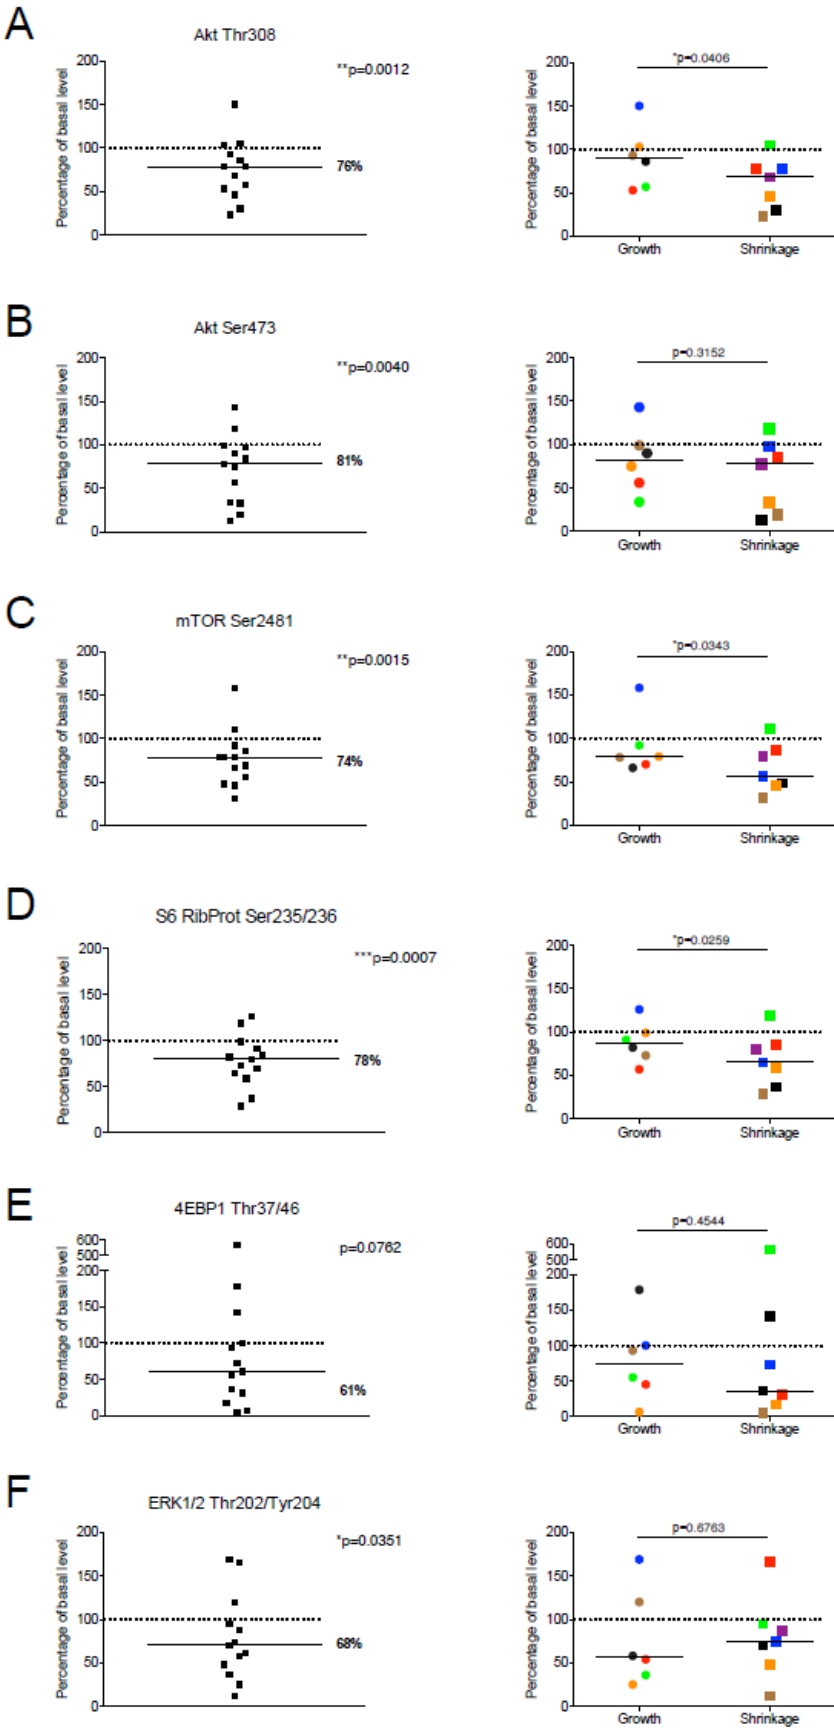 A
Akt Thr308
**p=0.0012
Percentage of basal level
200
150
100
50
0
76%
*p=0.0406
Percentage of basal level
200
150
100
50
0
Growth
Shrinkage
B
Akt Ser473
**p=0.0040
Percentage of basal level
200
150
100
50
0
81%
p=0.3152
Percentage of basal level
200
150
100
50
0
Growth
Shrinkage
C
mTOR Ser2481
**p=0.0015
Percentage of basal level
200
150
100
50
0
74%
*p=0.0343
Percentage of basal level
200
150
100
50
0
Growth
Shrinkage
D
S6 RibProt Ser235/236
***p=0.0007
Percentage of basal level
200
150
100
50
0
78%
*p=0.0259
Percentage of basal level
200
150
100
50
0
Growth
Shrinkage
E
4EBP1 Thr37/46
p=0.0762
Percentage of basal level
600
500
200
150
100
50
0
61%
p=0.4544
Percentage of basal level
600
500
200
150
100
50
0
Growth
Shrinkage
F
ERK1/2 Thr202/Tyr204
*p=0.0351
Percentage of basal level
200
150
100
50
0
68%
p=0.6763
Percentage of basal level
200
150
100
50
0
Growth
Shrinkage